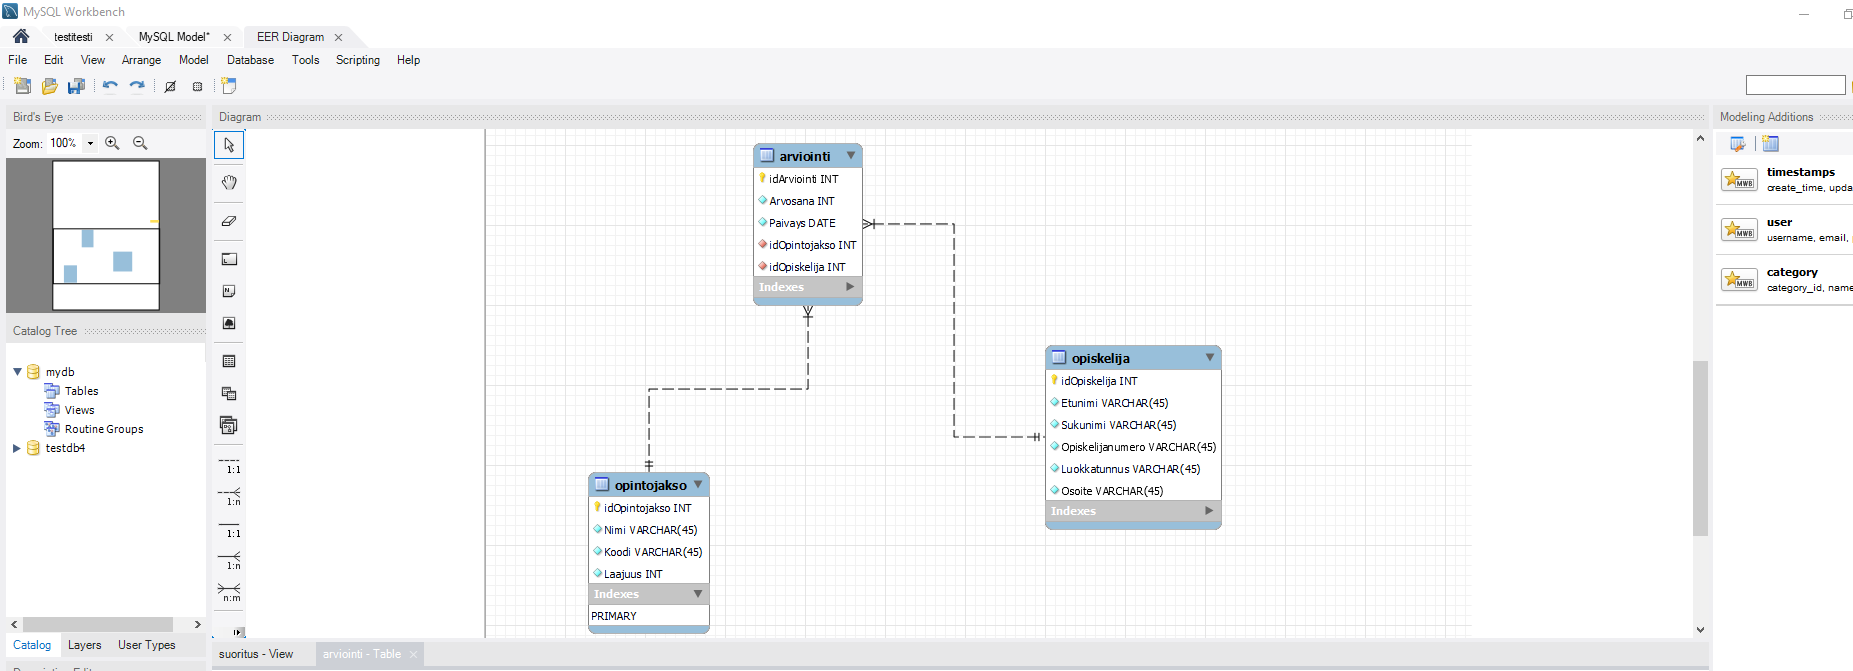 MySQL Workbench
testitesti
MySQL Model*
EER Diagram
File Edit View Arrange Model Database Tools Scripting Help
Bird's Eye
Zoom: 100%
Catalog Tree
mydb
Tables
Views
Routine Groups
testdb4
Catalog Layers User Types
Diagram
1:1
1:n
1:1
1:n
n:m
arviointi
idArviointi INT
Arvosana INT
Paivays DATE
idOpintojakso INT
idOpiskelija INT
Indexes
opiskelija
idOpiskelija INT
Etunimi VARCHAR(45)
Sukunimi VARCHAR(45)
Opiskelijanumero VARCHAR(45)
Luokkatunnus VARCHAR(45)
Osoite VARCHAR(45)
Indexes
opintojakso
idOpintojakso INT
Nimi VARCHAR(45)
Koodi VARCHAR(45)
Laajuus INT
Indexes
PRIMARY
suoritus - View
arviointi - Table
Modeling Additions
MWB
timestamps
create_time, upda
MWB
user
username, email,
MWB
category
category_id, name